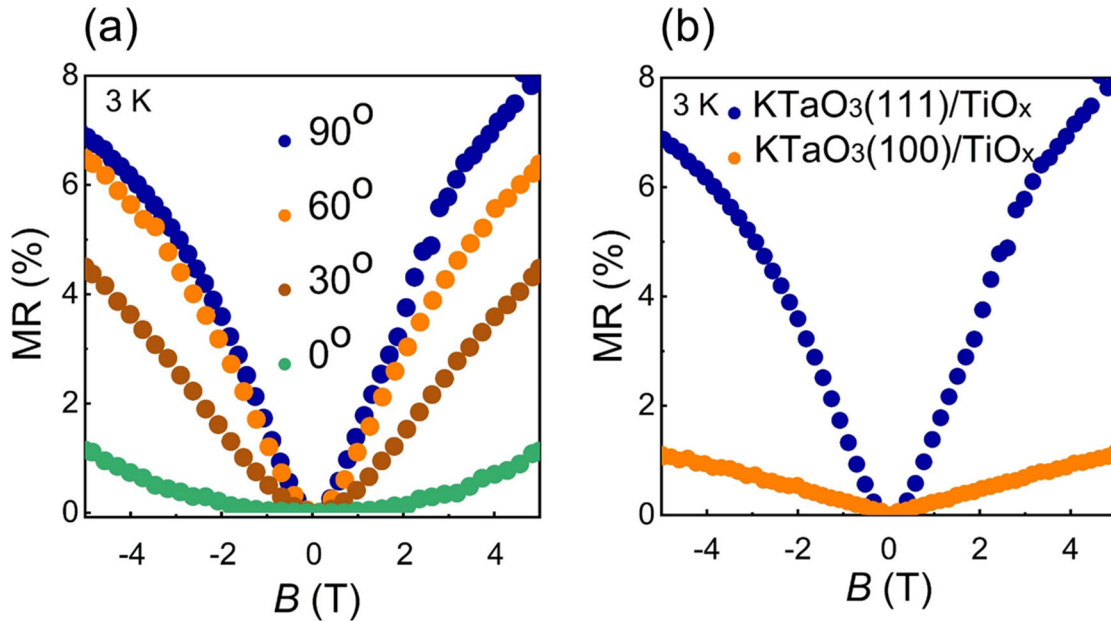 (a)
8
6
4
2
0
MR (%)
3 K
90°
60°
30°
0°
-4 -2 0 2 4
B (T)
(b)
8
6
4
2
0
MR (%)
3 K
KTaO₃(111)/TiOₓ
KTaO₃(100)/TiOₓ
-4 -2 0 2 4
B (T)